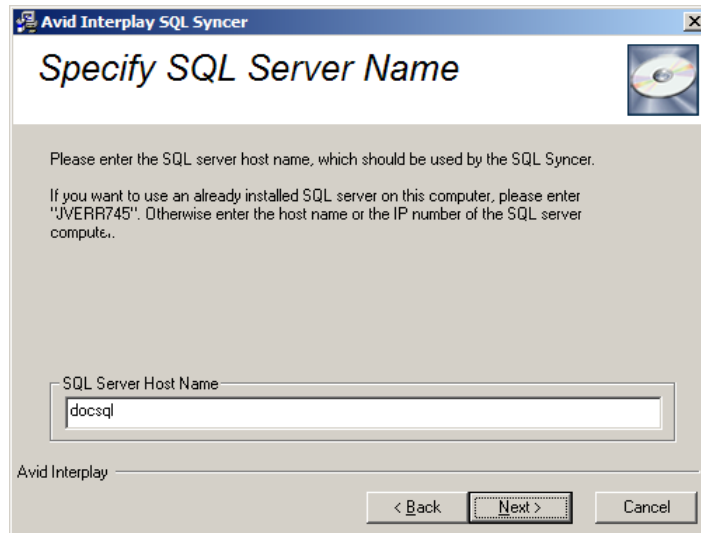 Avid Interplay SQL Syncer
Specify SQL Server Name
Please enter the SQL server host name, which should be used by the SQL Syncer.
If you want to use an already installed SQL server on this computer, please enter
"JVERR745". Otherwise enter the host name or the IP number of the SQL server
computer.
SQL Server Host Name
docsql
Avid Interplay
< Back
Next >
Cancel